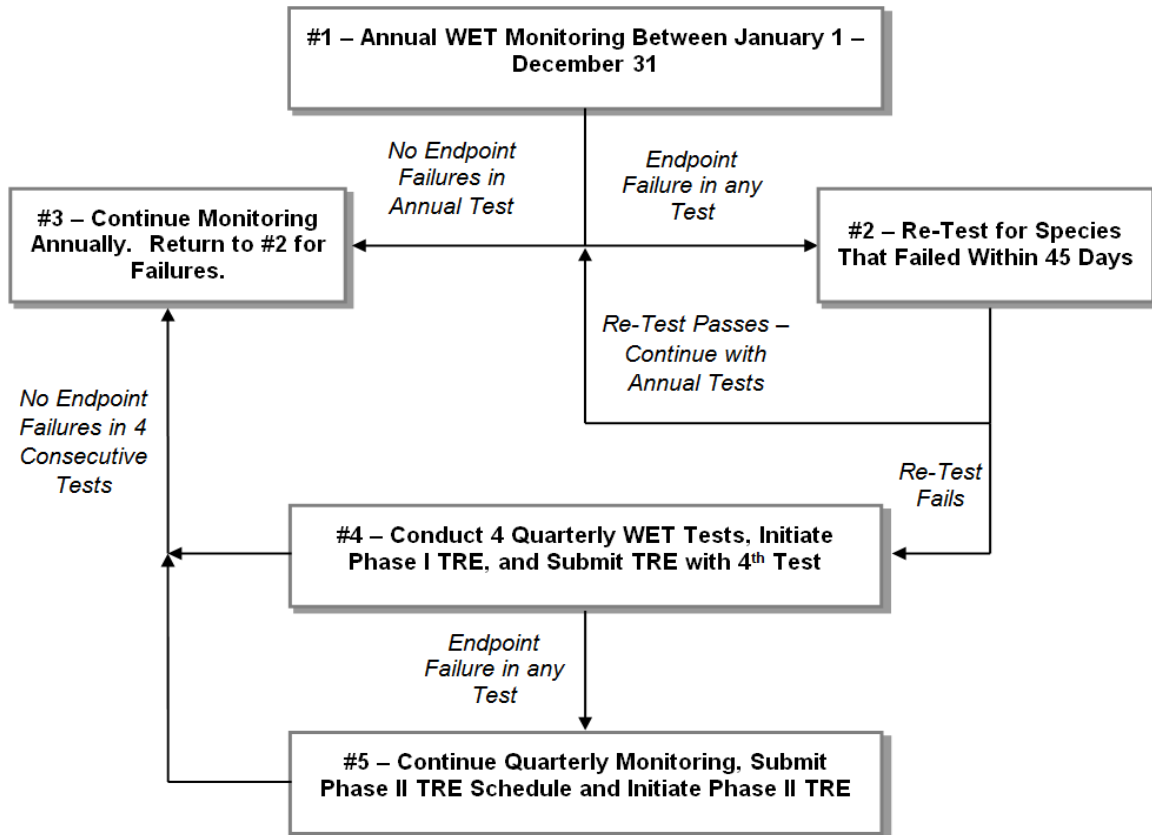 #1 – Annual WET Monitoring Between January 1 –
December 31
No Endpoint
Failures in
Annual Test
Endpoint
Failure in any
Test
#3 – Continue Monitoring
Annually.  Return to #2 for
Failures.
#2 – Re-Test for Species
That Failed Within 45 Days
Re-Test Passes –
Continue with
Annual Tests
No Endpoint
Failures in 4
Consecutive
Tests
Re-Test
Fails
#4 – Conduct 4 Quarterly WET Tests, Initiate
Phase I TRE, and Submit TRE with 4th Test
Endpoint
Failure in any
Test
#5 – Continue Quarterly Monitoring, Submit
Phase II TRE Schedule and Initiate Phase II TRE